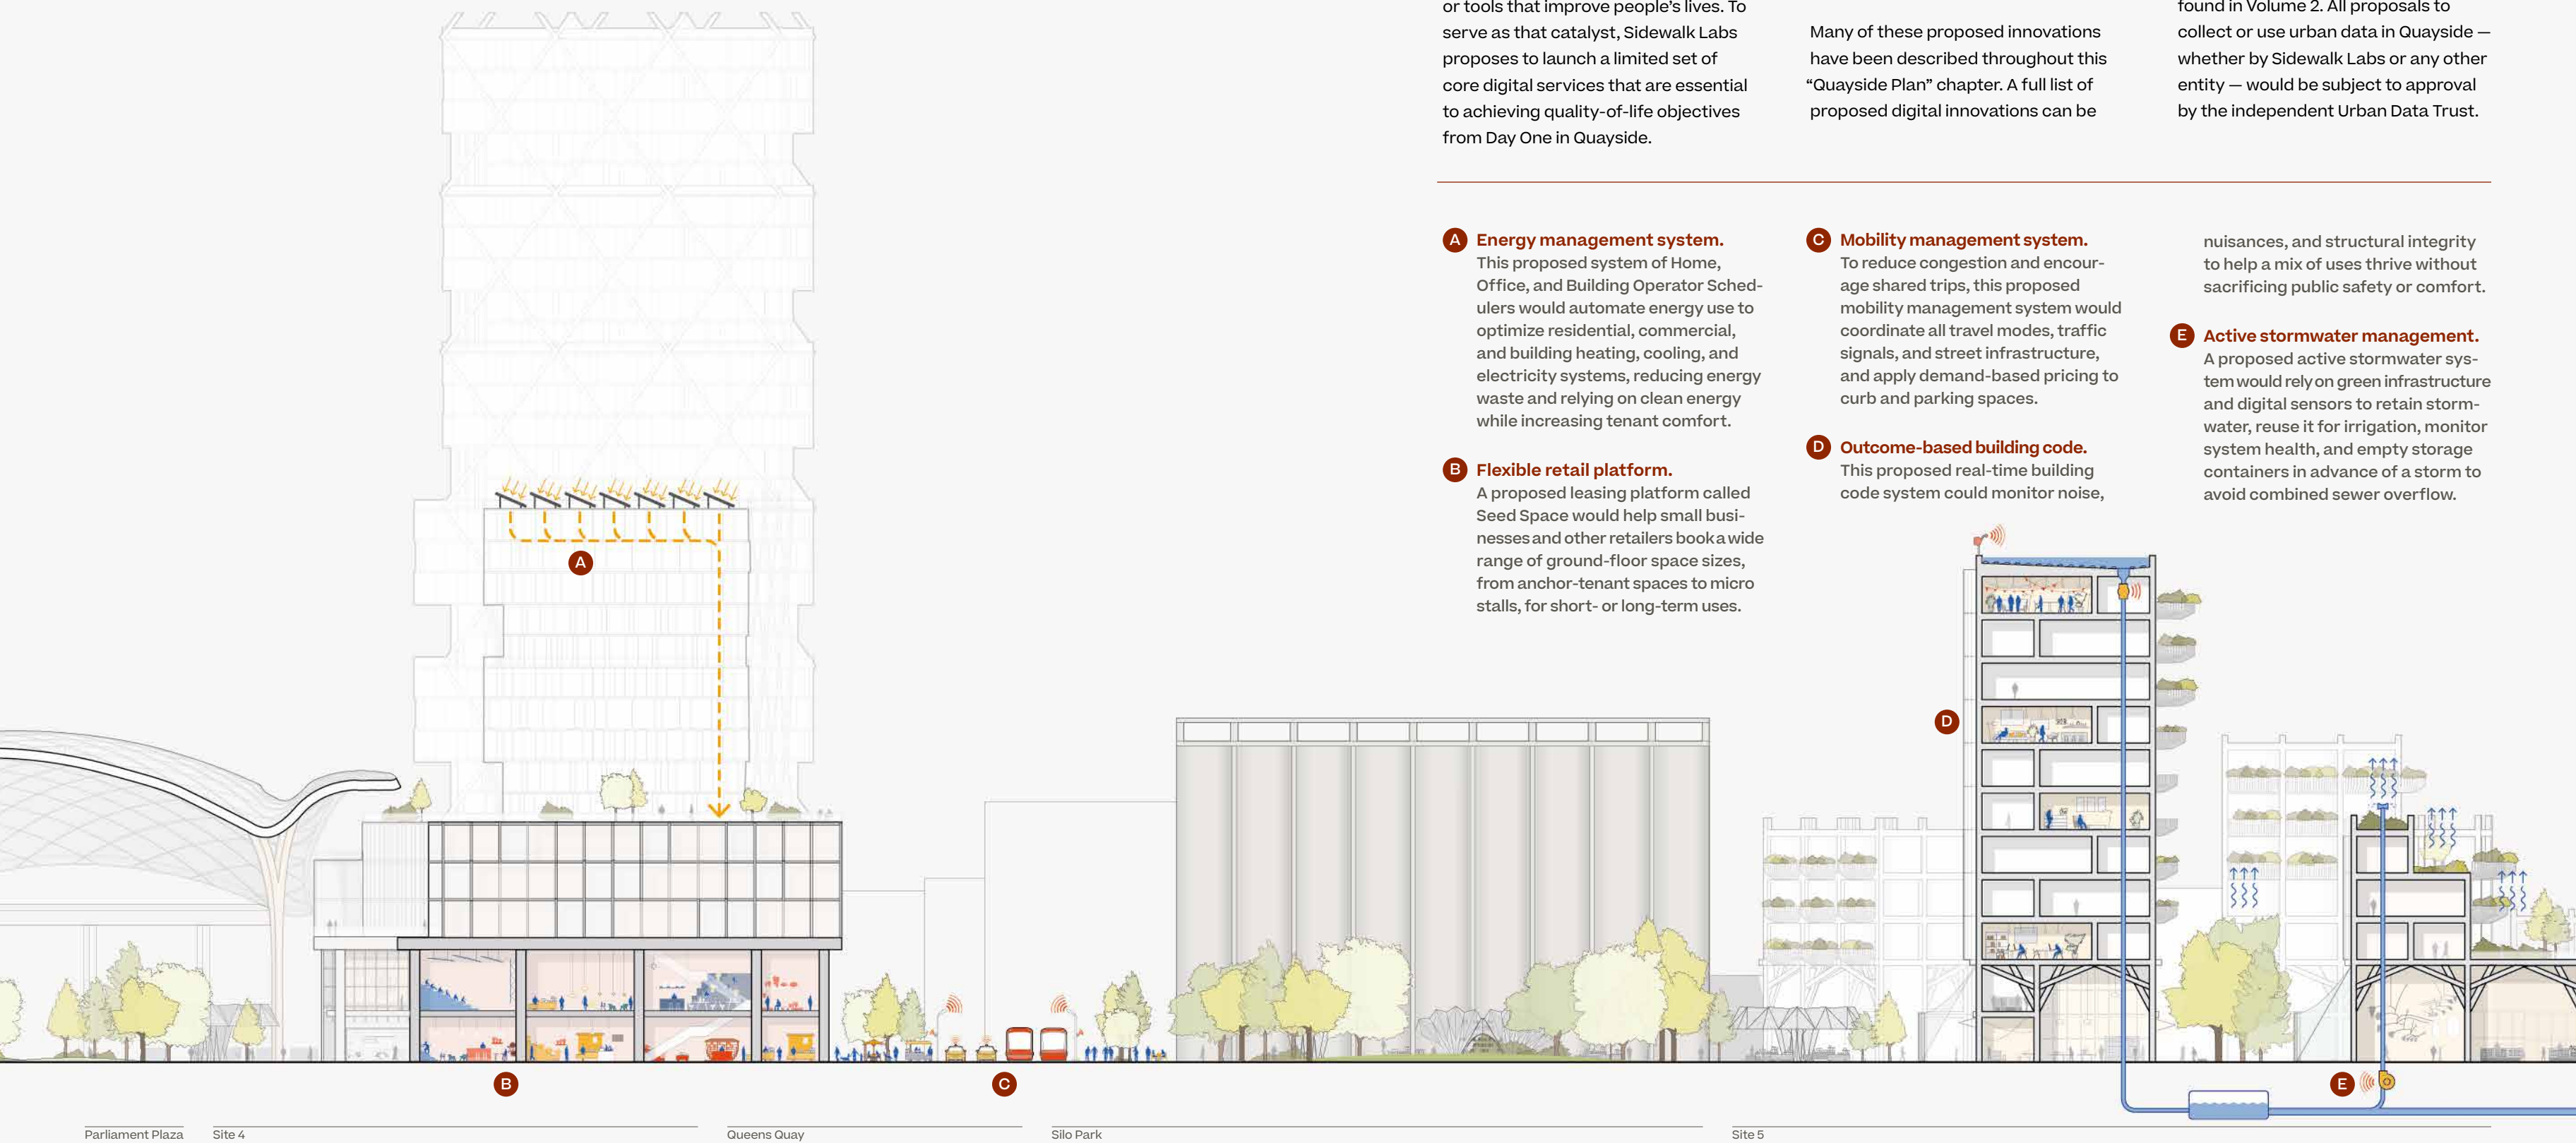 or tools that improve people's lives. To
serve as that catalyst, Sidewalk Labs
proposes to launch a limited set of
core digital services that are essential
to achieving quality-of-life objectives
from Day One in Quayside.
Many of these proposed innovations
have been described throughout this
“Quayside Plan” chapter. A full list of
proposed digital innovations can be
found in Volume 2. All proposals to
collect or use urban data in Quayside —
whether by Sidewalk Labs or any other
entity — would be subject to approval
by the independent Urban Data Trust.
A Energy management system.
This proposed system of Home,
Office, and Building Operator Sched-
ulers would automate energy use to
optimize residential, commercial,
and building heating, cooling, and
electricity systems, reducing energy
waste and relying on clean energy
while increasing tenant comfort.
B Flexible retail platform.
A proposed leasing platform called
Seed Space would help small busi-
nesses and other retailers book a wide
range of ground-floor space sizes,
from anchor-tenant spaces to micro
stalls, for short- or long-term uses.
C Mobility management system.
To reduce congestion and encour-
age shared trips, this proposed
mobility management system would
coordinate all travel modes, traffic
signals, and street infrastructure,
and apply demand-based pricing to
curb and parking spaces.
D Outcome-based building code.
This proposed real-time building
code system could monitor noise,
nuisances, and structural integrity
to help a mix of uses thrive without
sacrificing public safety or comfort.
E Active stormwater management.
A proposed active stormwater sys-
tem would rely on green infrastructure
and digital sensors to retain storm-
water, reuse it for irrigation, monitor
system health, and empty storage
containers in advance of a storm to
avoid combined sewer overflow.
A
D
B
C
E
Parliament Plaza
Site 4
Queens Quay
Silo Park
Site 5